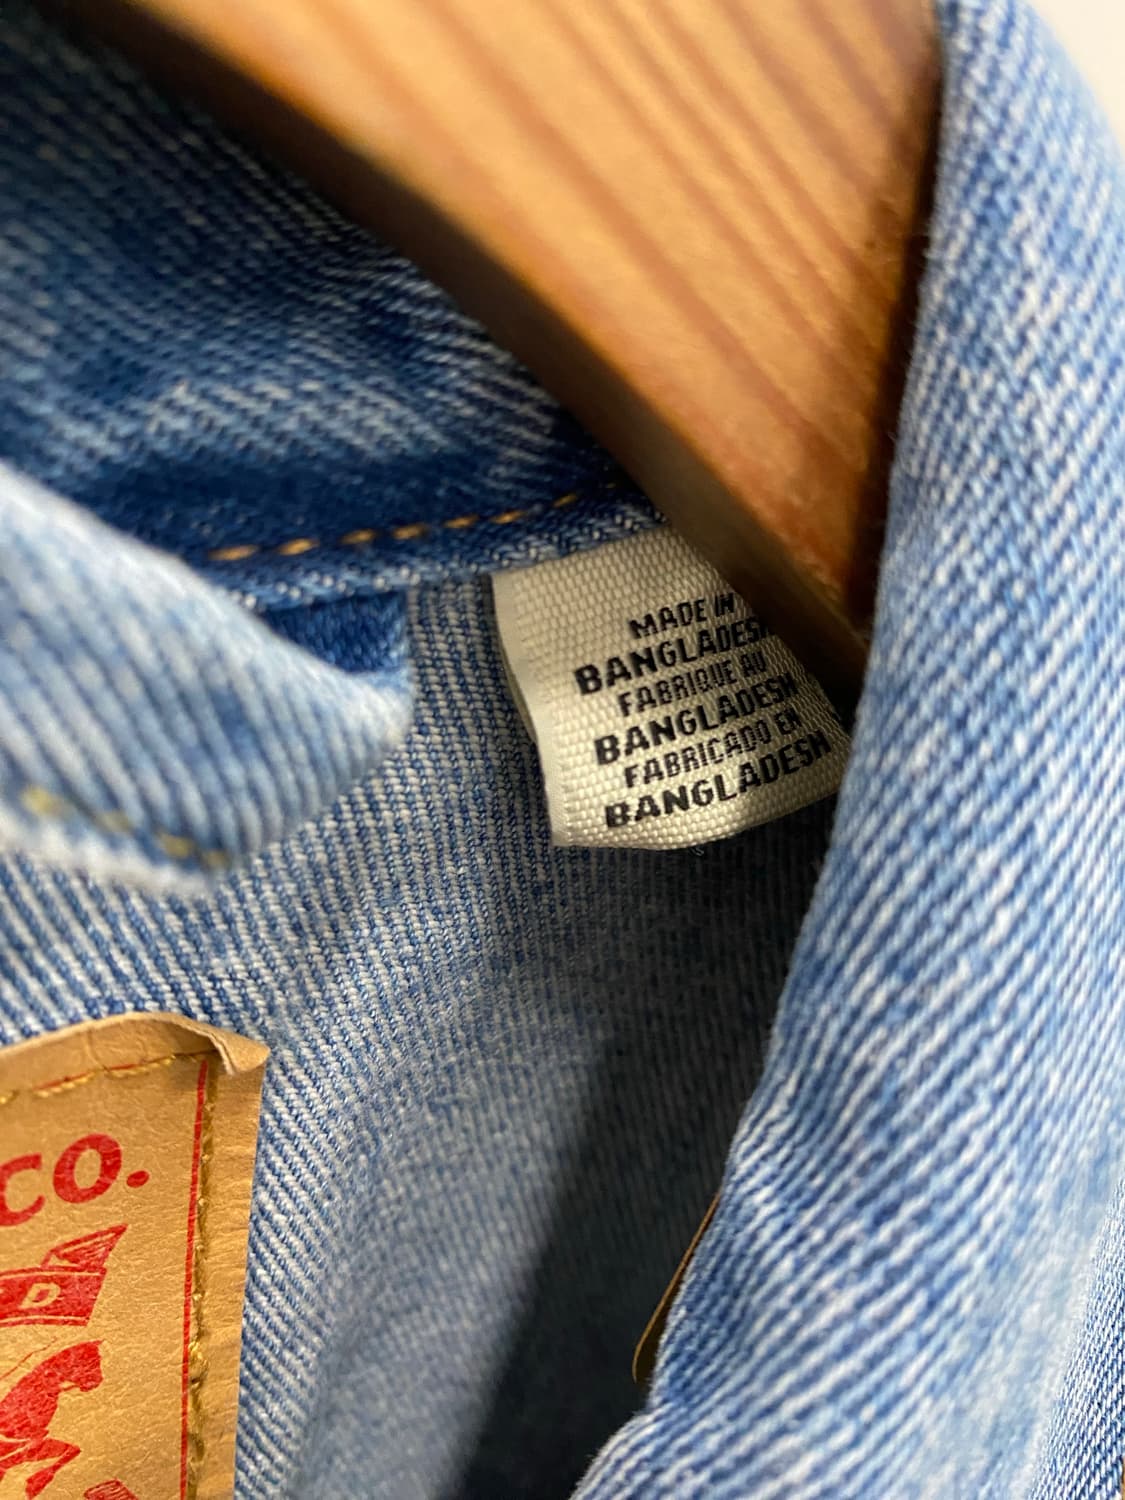 MADE IN
BANGLADESH
FABRIQUE AU
BANGLADESH
FABRICADO EN
BANGLADESH
CO.
D